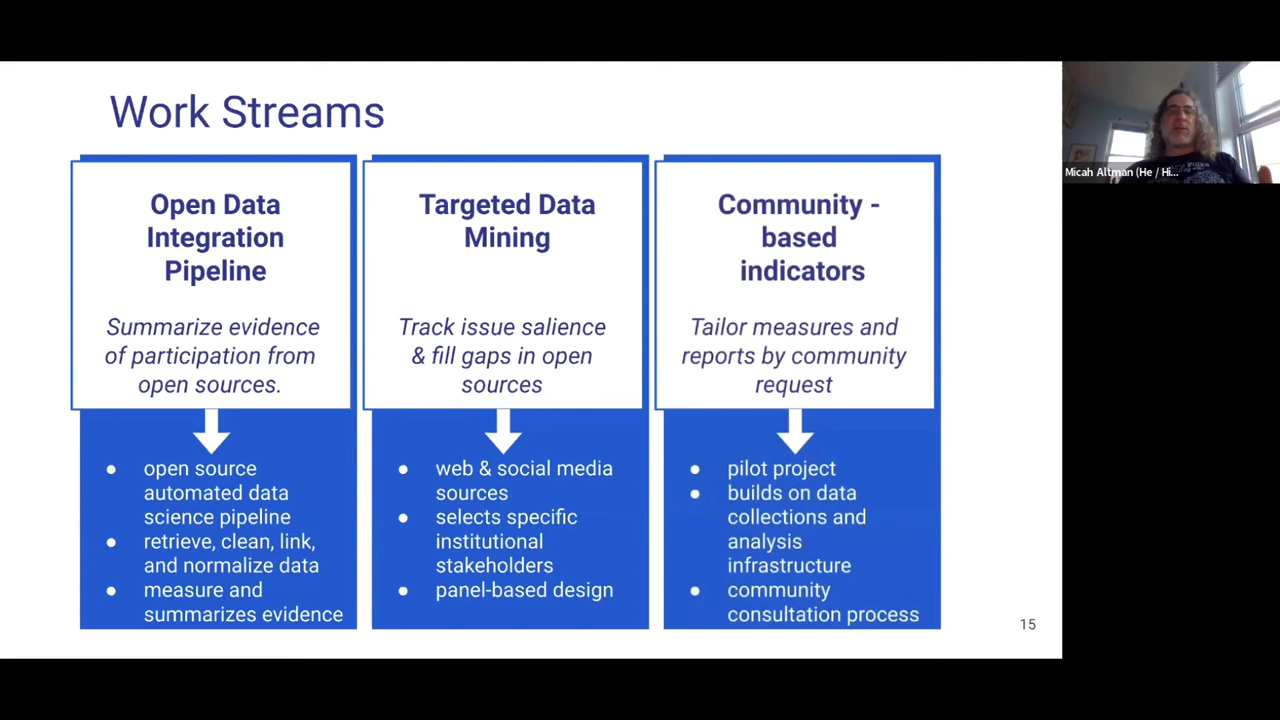 Work Streams
Open Data
Integration
Pipeline
Summarize evidence
of participation from
open sources.
● open source
automated data
science pipeline
● retrieve, clean, link,
and normalize data
● measure and
summarizes evidence
Targeted Data
Mining
Track issue salience
& fill gaps in open
sources
● web & social media
sources
● selects specific
institutional
stakeholders
● panel-based design
Community -
based
indicators
Tailor measures and
reports by community
request
● pilot project
● builds on data
collections and
analysis
infrastructure
● community
consultation process
15
Micah Altman (He / Hi...